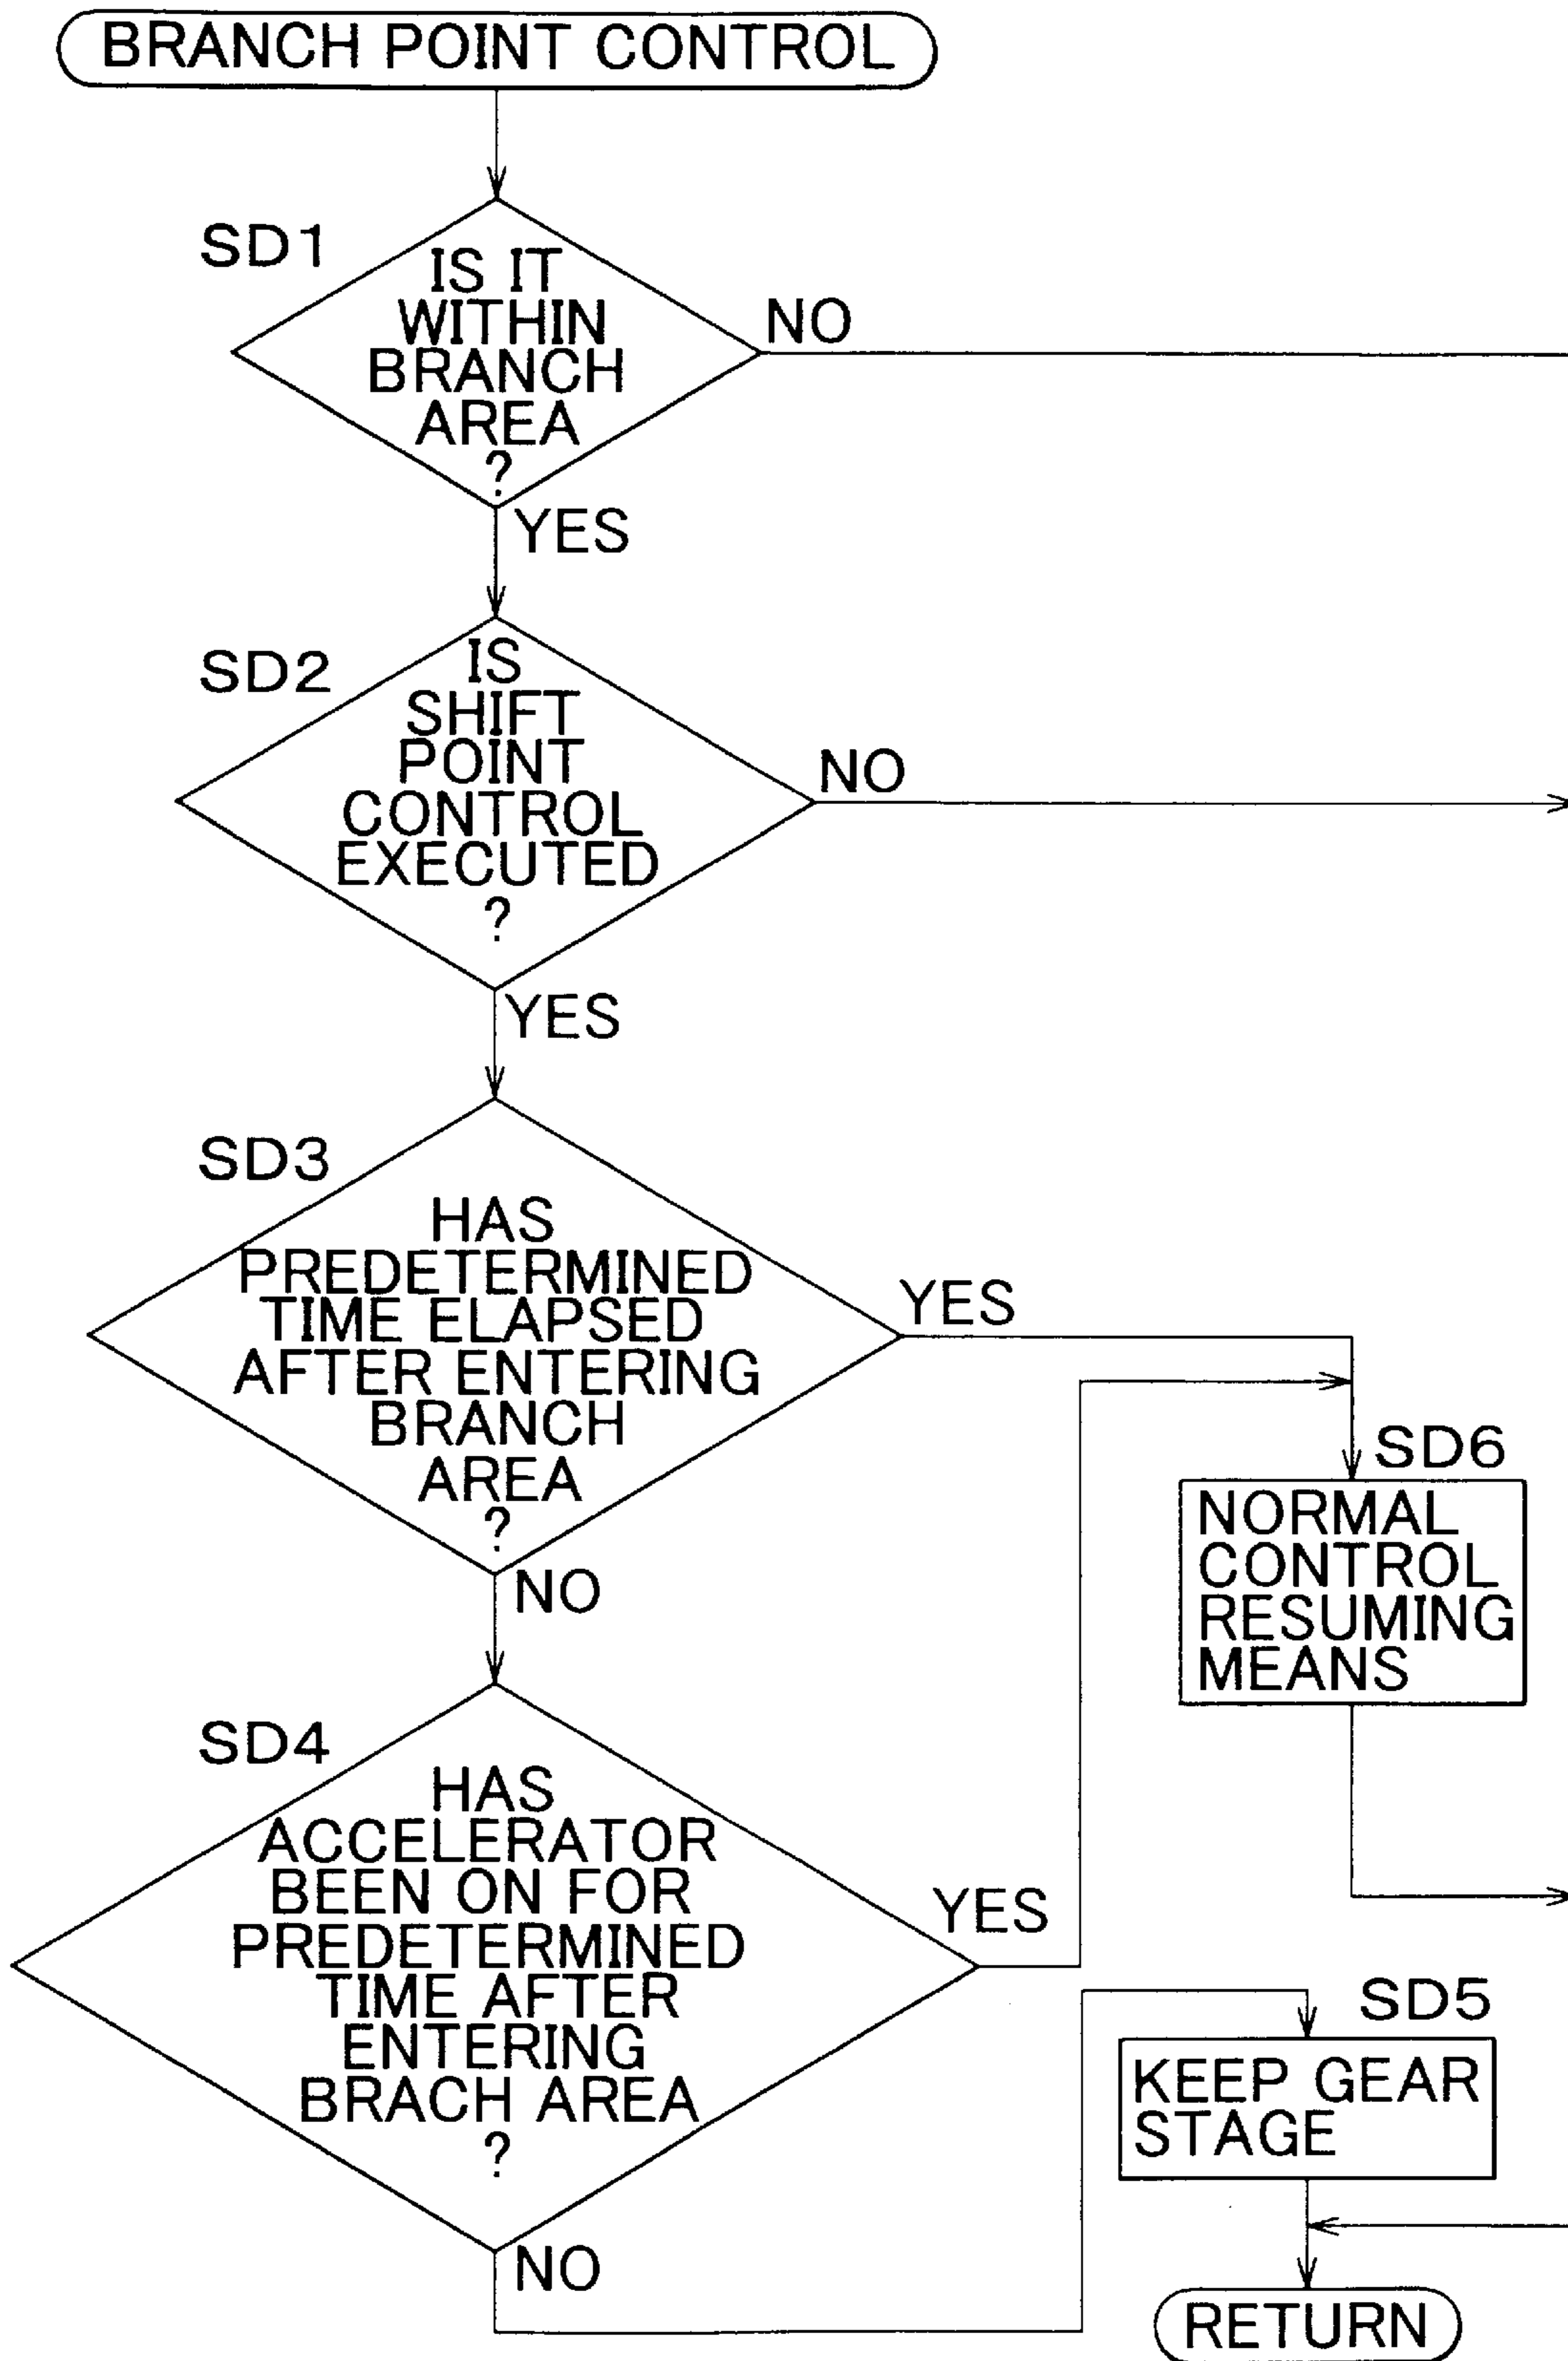 BRANCH POINT CONTROL
SD1
IS IT
WITHIN
BRANCH
AREA
?
NO
YES
SD2
IS
SHIFT
POINT
CONTROL
EXECUTED
?
NO
YES
SD3
HAS
PREDETERMINED
TIME ELAPSED
AFTER ENTERING
BRANCH
AREA
?
YES
NO
SD6
NORMAL
CONTROL
RESUMING
MEANS
SD4
HAS
ACCELERATOR
BEEN ON FOR
PREDETERMINED
TIME AFTER
ENTERING
BRACH AREA
?
YES
NO
SD5
KEEP GEAR
STAGE
RETURN